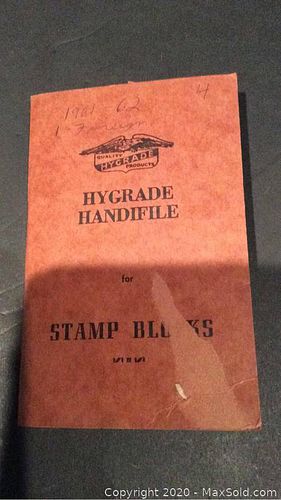 1961-62
4
QUALITY
HYGRADE
PRODUCTS
HYGRADE
HANDIFILE
for
STAMP BLOCKS
Copyright © 2020 - MaxSold.com